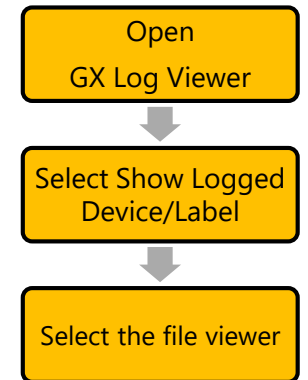 Open
GX Log Viewer
Select Show Logged
Device/Label
Select the file viewer